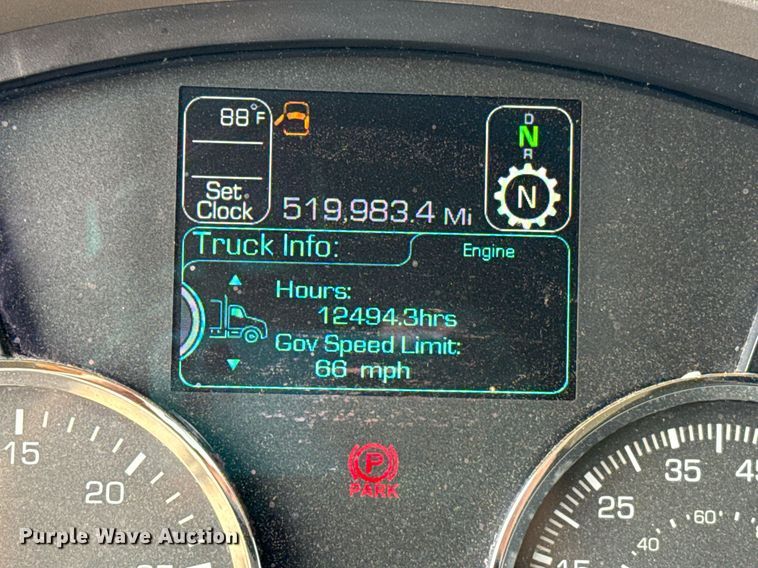 88°F
D
N
R
N
Set
Clock
519,983.4 Mi
Truck Info:
Engine
Hours:
12494.3hrs
Gov Speed Limit:
66 mph
P
PARK
15
20
15
25
35
45
40
60
Purple Wave Auction